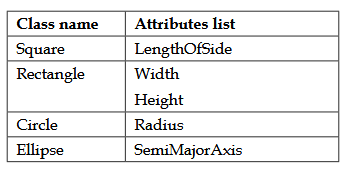 Class name Attributes list
Square LengthOfSide
Rectangle Width
Height
Circle Radius
Ellipse SemiMajorAxis